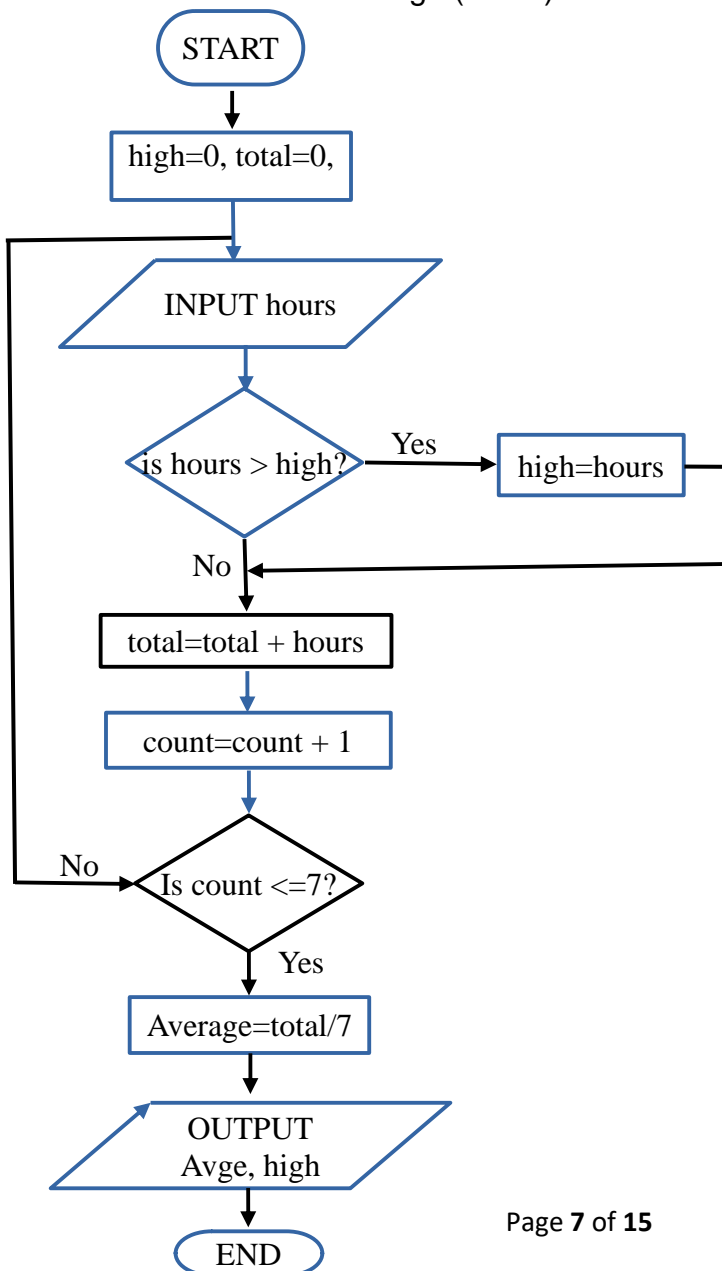 START
high=0, total=0,
INPUT hours
is hours > high?
Yes
high=hours
No
total=total + hours
count=count + 1
No
Is count <=7?
Yes
Average=total/7
OUTPUT
Avge, high
END
Page 7 of 15